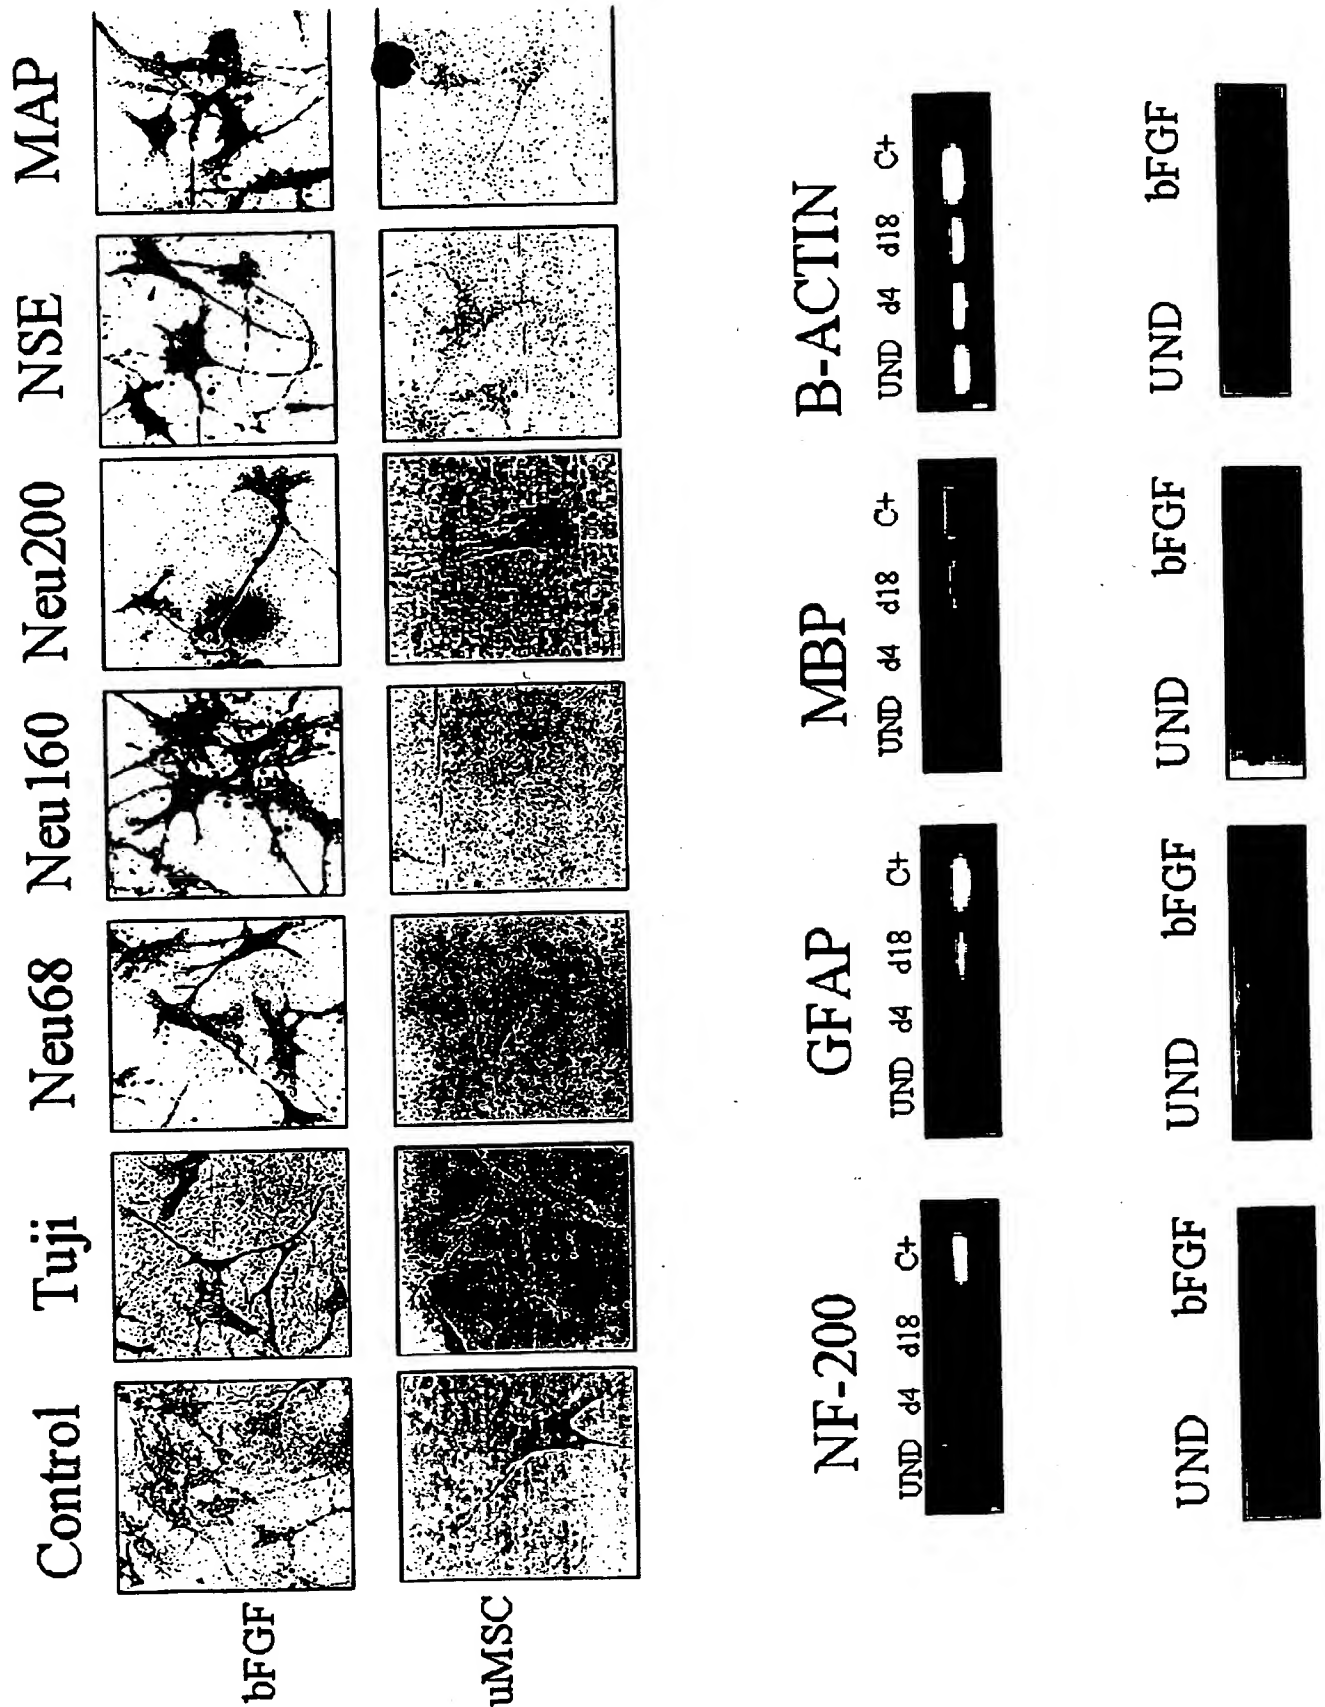 Control Tuji Neu68 Neu160 Neu200 NSE MAP
bFGF
uMSC
NF-200 GFAP MBP B-ACTIN
UND d4 d18 C+ UND d4 d18 C+ UND d4 d18 C+ UND d4 d18 C+
UND bFGF UND bFGF UND bFGF UND bFGF